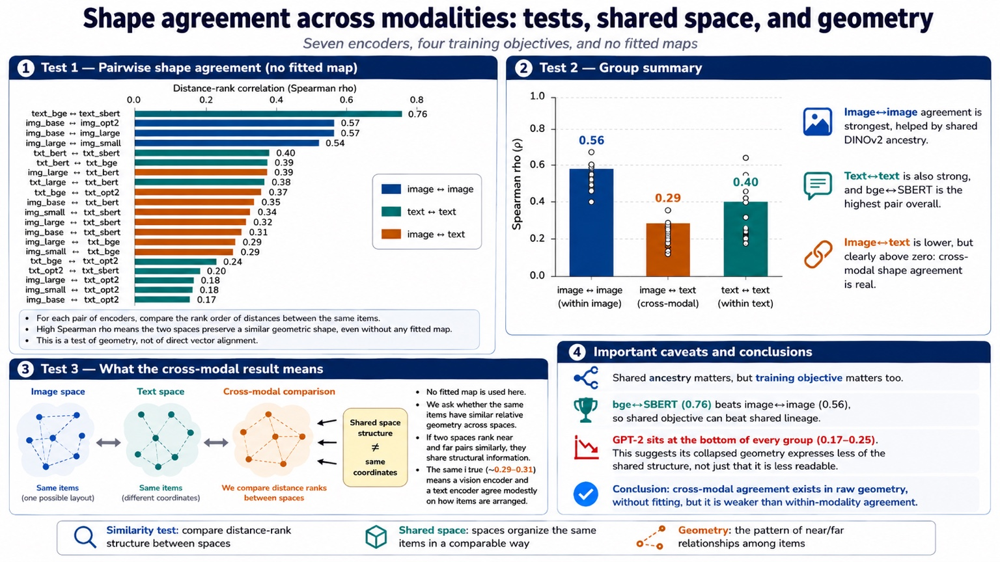 Shape agreement across modalities: tests, shared space, and geometry
Seven encoders, four training objectives, and no fitted maps
1 Test 1 — Pairwise shape agreement (no fitted map)
Distance-rank correlation (Spearman rho)
0.0 0.2 0.4 0.6 0.8
text_bge ↔ text_sbert 0.76
img_base ↔ img_opt2 0.57
img_base ↔ img_large 0.57
img_large ↔ img_small 0.54
txt_bert ↔ txt_sbert 0.40
txt_bert ↔ txt_bge 0.39
img_large ↔ txt_bert 0.39
txt_large ↔ txt_bert 0.38
txt_bge ↔ txt_opt2 0.37
img_base ↔ txt_bert 0.35
img_small ↔ txt_sbert 0.34
img_large ↔ txt_sbert 0.32
img_base ↔ txt_sbert 0.31
img_large ↔ txt_bge 0.29
img_small ↔ txt_bge 0.29
txt_bge ↔ txt_opt2 0.24
txt_opt2 ↔ txt_sbert 0.20
img_large ↔ txt_opt2 0.18
img_small ↔ txt_opt2 0.18
img_base ↔ txt_opt2 0.17
image ↔ image
text ↔ text
image ↔ text
• For each pair of encoders, compare the rank order of distances between the same items.
• High Spearman rho means the two spaces preserve a similar geometric shape, even without any fitted map.
• This is a test of geometry, not of direct vector alignment.
2 Test 2 — Group summary
Spearman rho (ρ)
1.0
0.8
0.6
0.4
0.2
0.0
0.56
0.29
0.40
image ↔ image
(within image)
image ↔ text
(cross-modal)
text ↔ text
(within text)
Image↔image agreement is
strongest, helped by shared
DINOv2 ancestry.
Text↔text is also strong,
and bge↔SBERT is the
highest pair overall.
Image↔text is lower, but
clearly above zero: cross-
modal shape agreement
is real.
3 Test 3 — What the cross-modal result means
Image space
Same items
(one possible layout)
Text space
Same items
(different coordinates)
Cross-modal comparison
We compare distance ranks
between spaces
Shared space
structure
≠
same
coordinates
• No fitted map is used here.
• We ask whether the same
items have similar relative
geometry across spaces.
• If two spaces rank near
and far pairs similarly, they
share structural information.
• The same i true (~0.29–0.31)
means a vision encoder and
a text encoder agree modestly
on how items are arranged.
4 Important caveats and conclusions
Shared ancestry matters, but training objective matters too.
bge↔SBERT (0.76) beats image↔image (0.56),
so shared objective can beat shared lineage.
GPT-2 sits at the bottom of every group (0.17–0.25).
This suggests its collapsed geometry expresses less of the
shared structure, not just that it is less readable.
Conclusion: cross-modal agreement exists in raw geometry,
without fitting, but it is weaker than within-modality agreement.
Similarity test: compare distance-rank
structure between spaces
Shared space: spaces organize the same
items in a comparable way
Geometry: the pattern of near/far
relationships among items